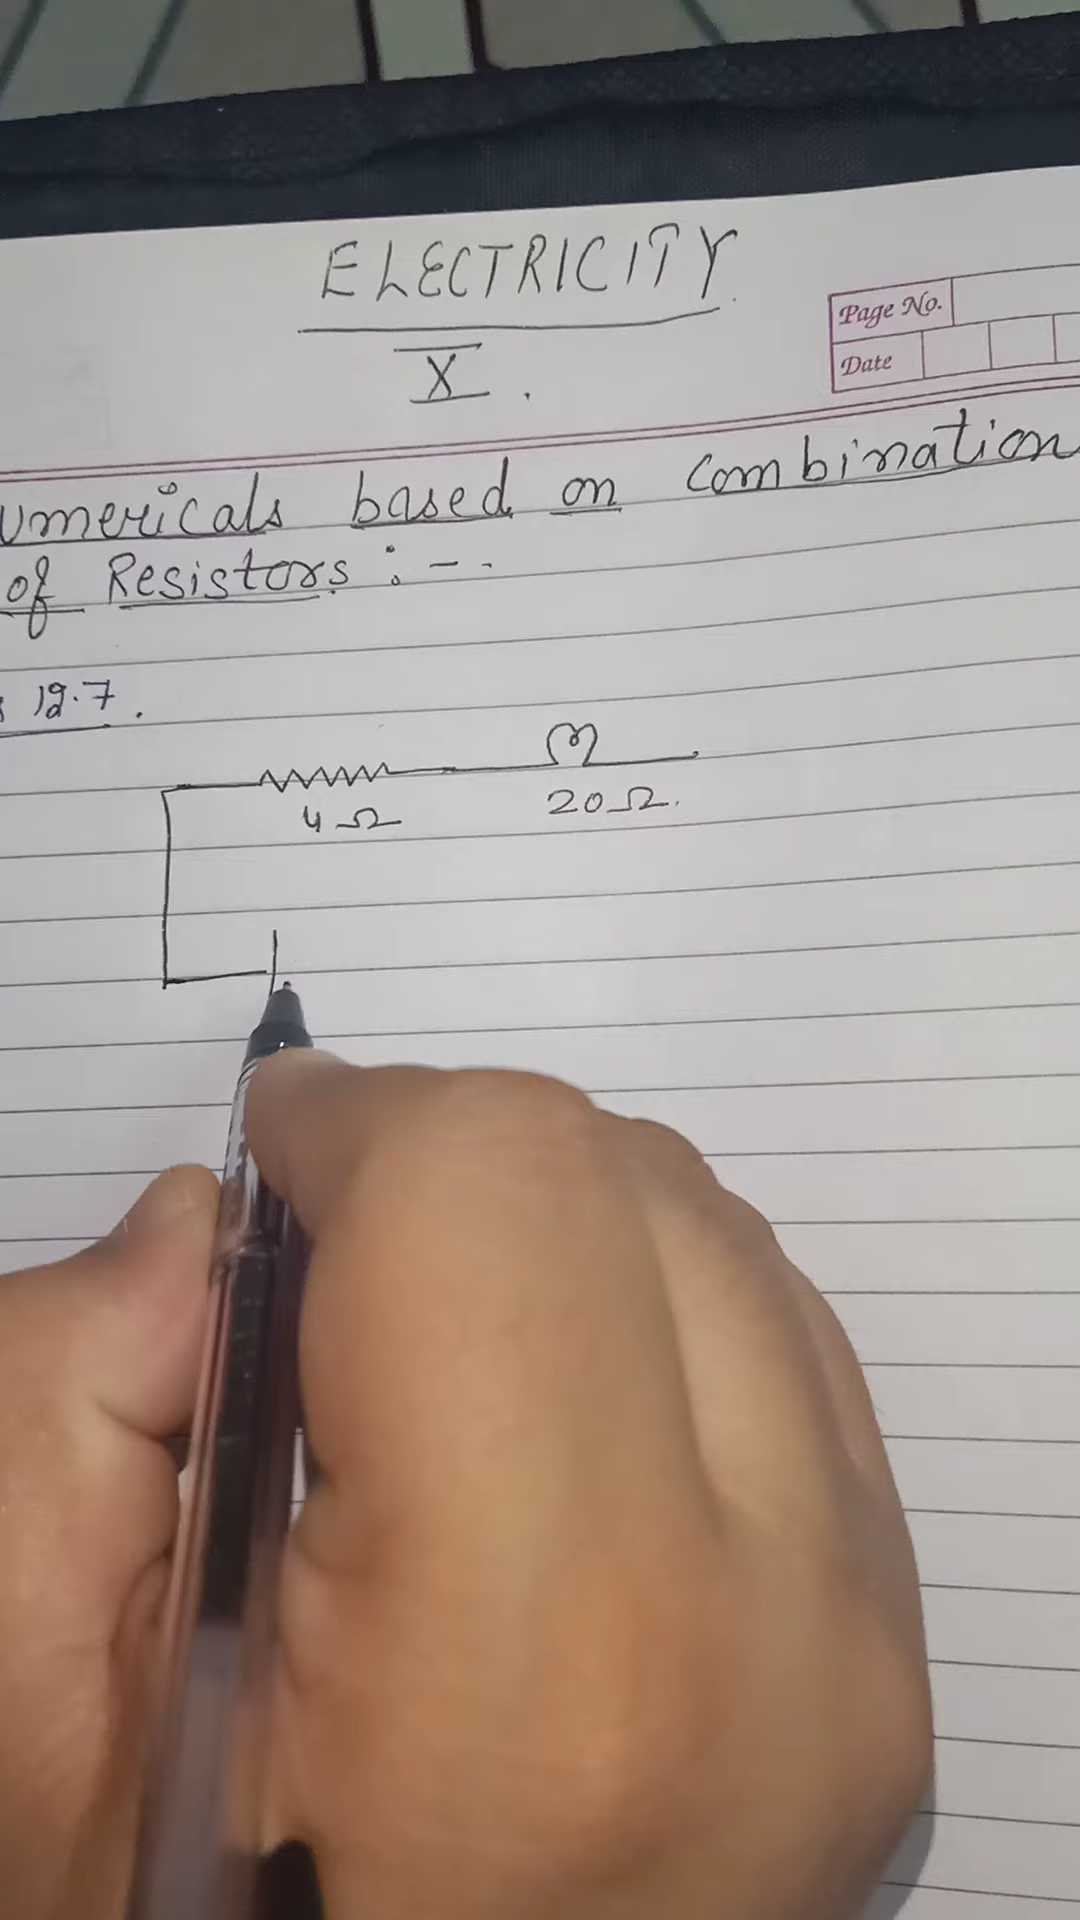 ELECTRICITY
X.
Page No.
Date
umericals based on combination
of Resistors :-.
12.7.
4Ω
20Ω.